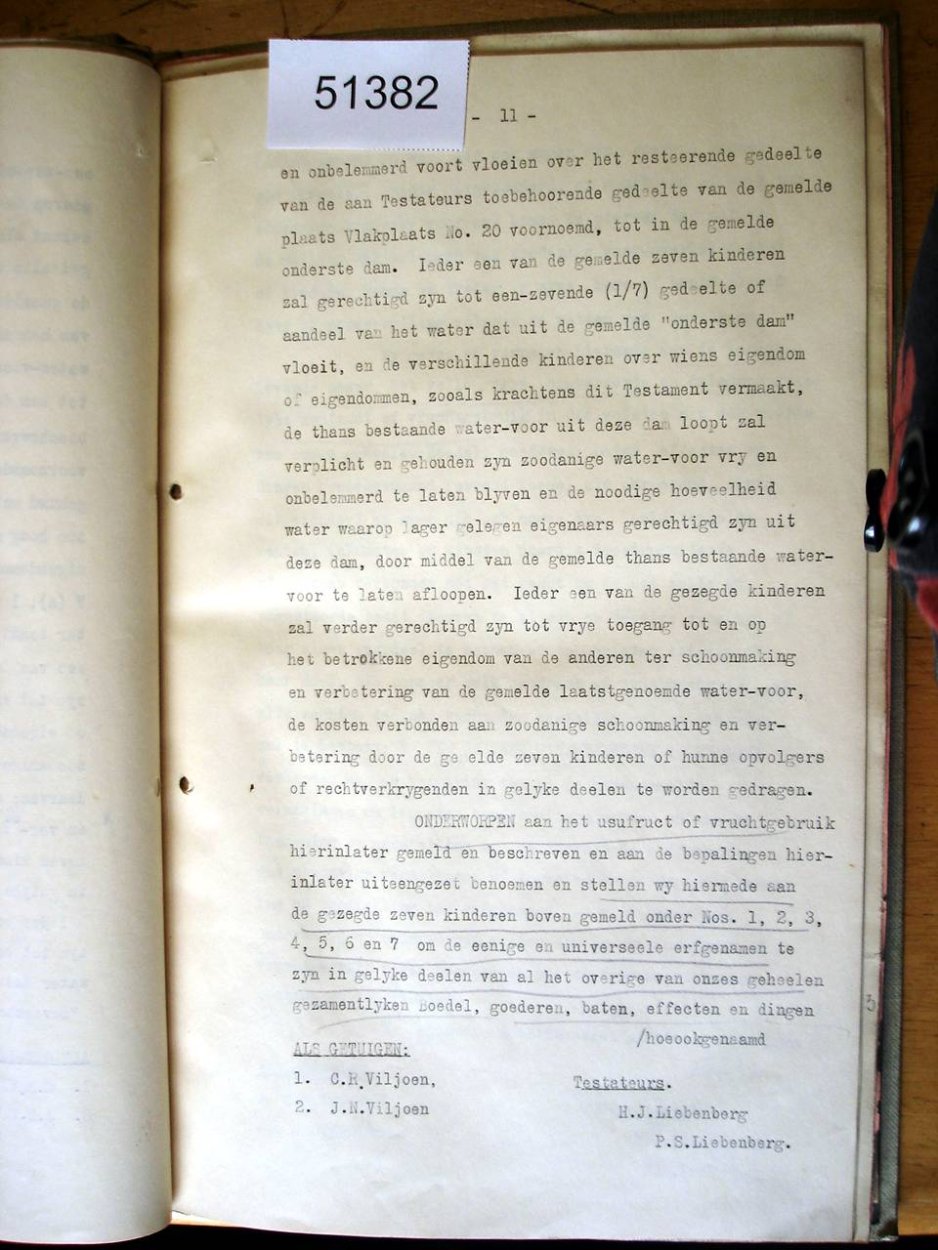 51382
- 11 -
en onbelemmerd voort vloeien over het resteerende gedeelte
van de aan Testateurs toebehoorende gedeelte van de gemelde
plaats Vlakplaats No. 20 voornoemd, tot in de gemelde
onderste dam.  Ieder een van de gemelde zeven kinderen
zal gerechtigd zyn tot een-zevende (1/7) gedeelte of
aandeel van het water dat uit de gemelde "onderste dam"
vloeit, en de verschillende kinderen over wiens eigendom
of eigendommen, zooals krachtens dit Testament vermaakt,
de thans bestaande water-voor uit deze dam loopt zal
verplicht en gehouden zyn zoodanige water-voor vry en
onbelemmerd te laten blyven en de noodige hoeveelheid
water waarop lager gelegen eigenaars gerechtigd zyn uit
deze dam, door middel van de gemelde thans bestaande water-
voor te laten afloopen.  Ieder een van de gezegde kinderen
zal verder gerechtigd zyn tot vrye toegang tot en op
het betrokkene eigendom van de anderen ter schoonmaking
en verbetering van de gemelde laatstgenoemde water-voor,
de kosten verbonden aan zoodanige schoonmaking en ver-
betering door de ge elde zeven kinderen of hunne opvolgers
of rechtverkrygenden in gelyke deelen te worden gedragen.
ONDERWORPEN aan het usufruct of vruchtgebruik
hierinlater gemeld en beschreven en aan de bepalingen hier-
inlater uiteengezet benoemen en stellen wy hiermede aan
de gezegde zeven kinderen boven gemeld onder Nos. 1, 2, 3,
4, 5, 6 en 7  om de eenige en universeele erfgenamen te
zyn in gelyke deelen van al het overige van onzes geheelen
gezamentlyken Boedel, goederen, baten, effecten en dingen
/hoeookgenaamd
ALS GETUIGEN:
1.  C.R.Viljoen,
Testateurs.
2.  J.N.Viljoen
H.J.Liebenberg
P.S.Liebenberg.